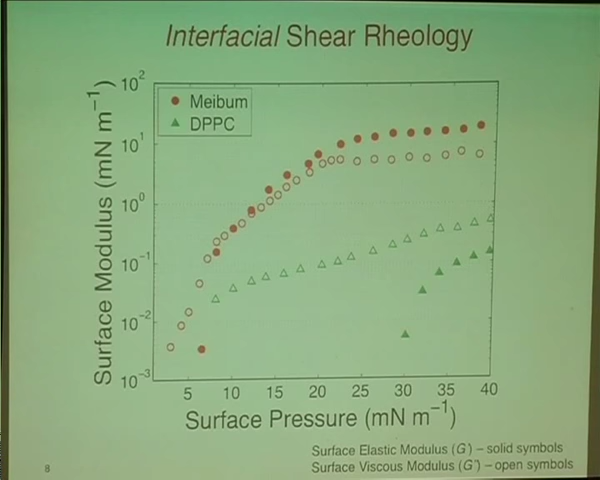 Interfacial Shear Rheology
Surface Modulus (mN m⁻¹)
10²
10¹
10⁰
10⁻¹
10⁻²
10⁻³
Meibum
DPPC
5 10 15 20 25 30 35 40
Surface Pressure (mN m⁻¹)
Surface Elastic Modulus (G') – solid symbols
Surface Viscous Modulus (G") – open symbols
8